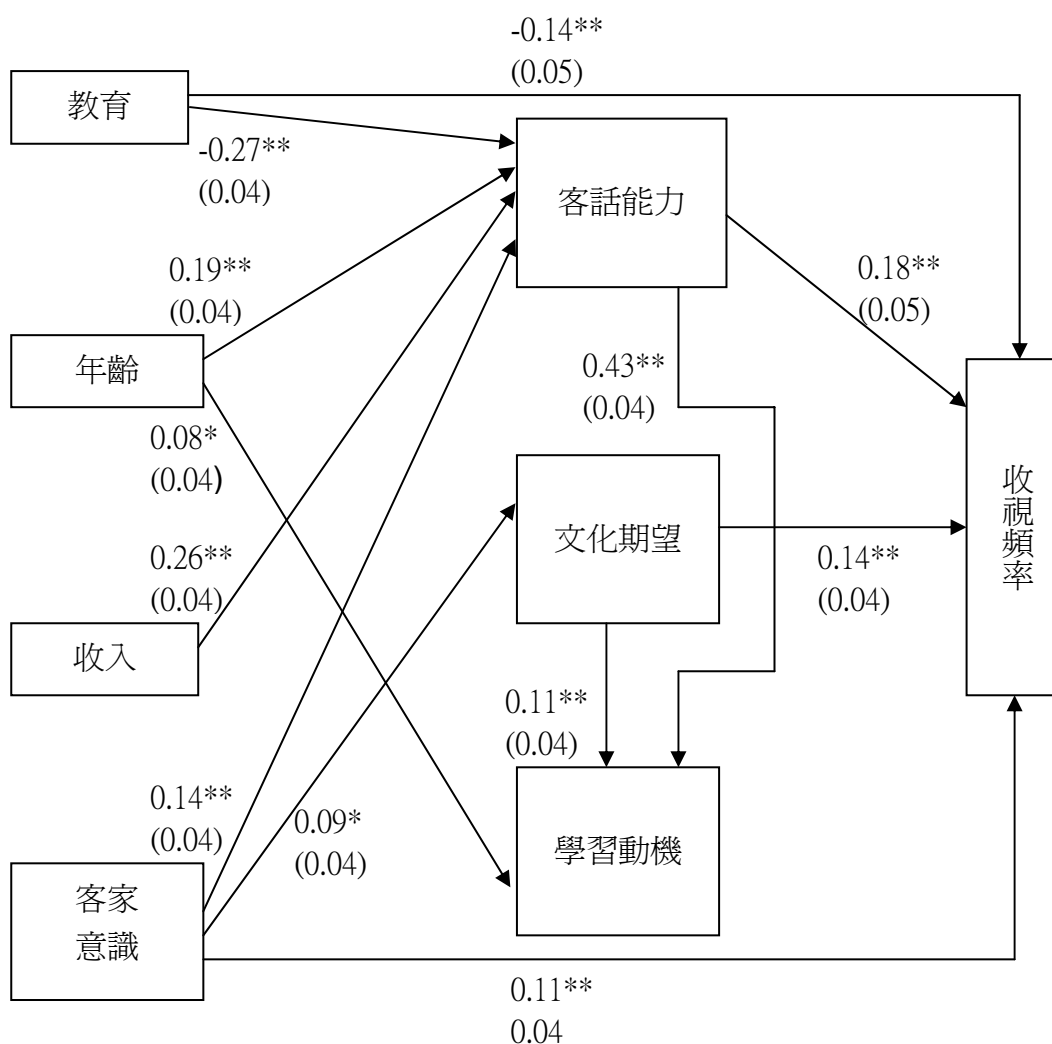 -0.14**
(0.05)
教育
-0.27**
(0.04)
客話能力
0.19**
(0.04)
0.18**
(0.05)
年齡
0.43**
(0.04)
0.08*
(0.04)
收視頻率
文化期望
0.26**
(0.04)
0.14**
(0.04)
收入
0.11**
(0.04)
0.14**
(0.04)
0.09*
(0.04)
學習動機
客家
意識
0.11**
0.04